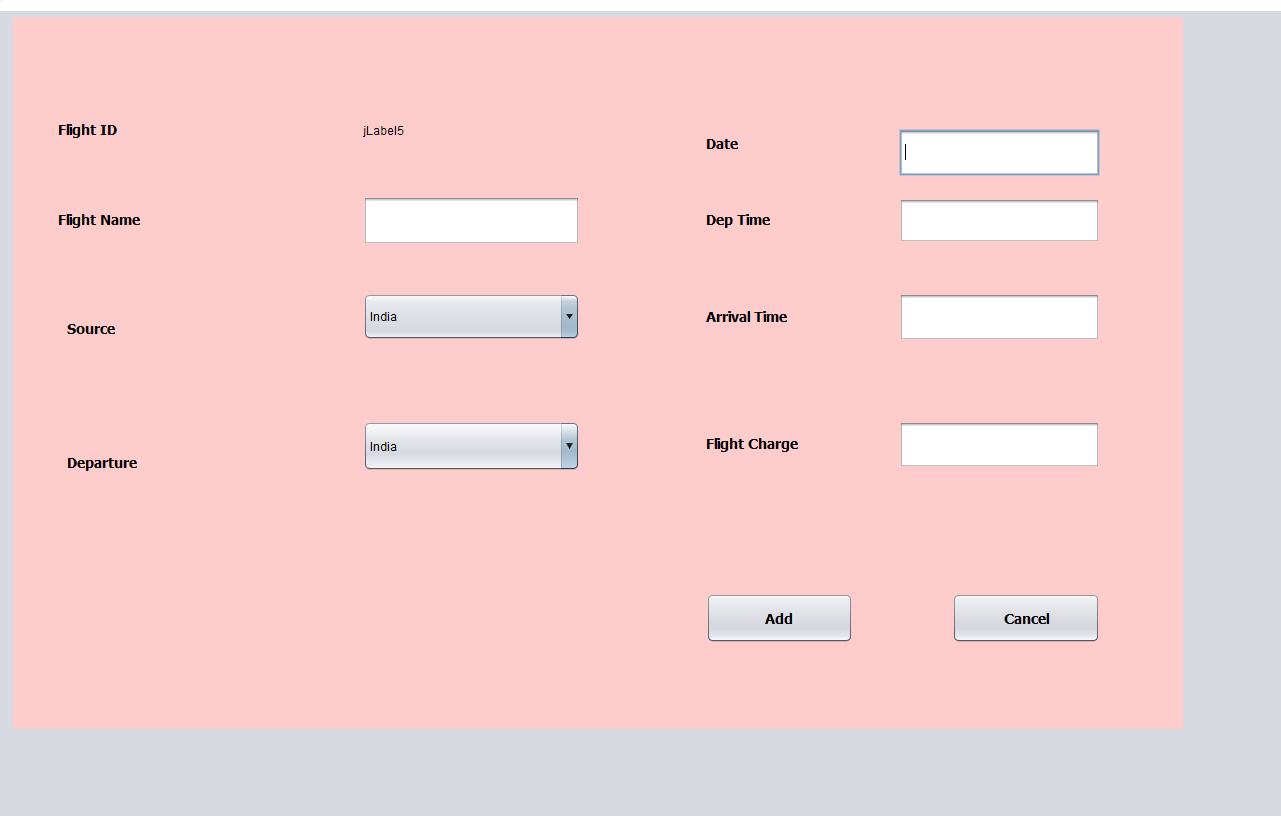 Flight ID
jLabel5
Date
Flight Name
Dep Time
Source
India
Arrival Time
Departure
India
Flight Charge
Add
Cancel